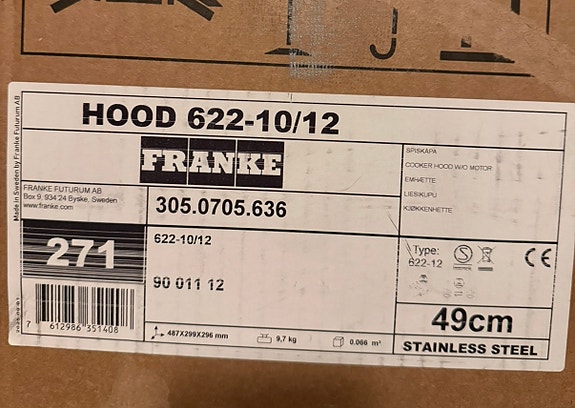 Made in Sweden by Franke Futurum AB
HOOD 622-10/12
FRANKE
SPISKÅPA
COOKER HOOD W/O MOTOR
EMHÆTTE
LIESIKUPU
KJØKKENHETTE
FRANKE FUTURUM AB
Box 9, 934 24 Byske, Sweden
www.franke.com
305.0705.636
271
622-10/12
90 011 12
Type:
622-12
S
CE
7 612986 351408
487X299X296 mm
9,7 kg
0.066 m³
49cm
STAINLESS STEEL